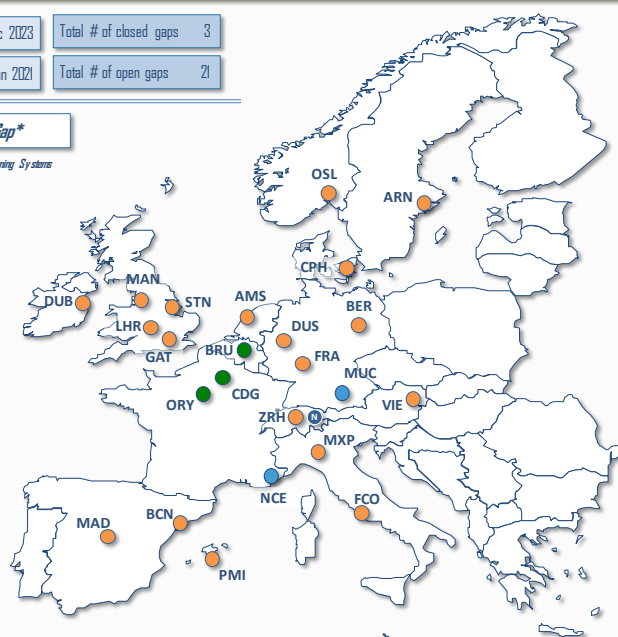 c 2023
Total # of closed gaps 3
n 2021
Total # of open gaps 21
Gap*
ning Systems
OSL
ARN
CPH
MAN
DUB
STN
AMS
BER
LHR
DUS
GAT
BRU
FRA
MUC
CDG
ORY
VIE
ZRH
N
MXP
NCE
FCO
BCN
MAD
PMI